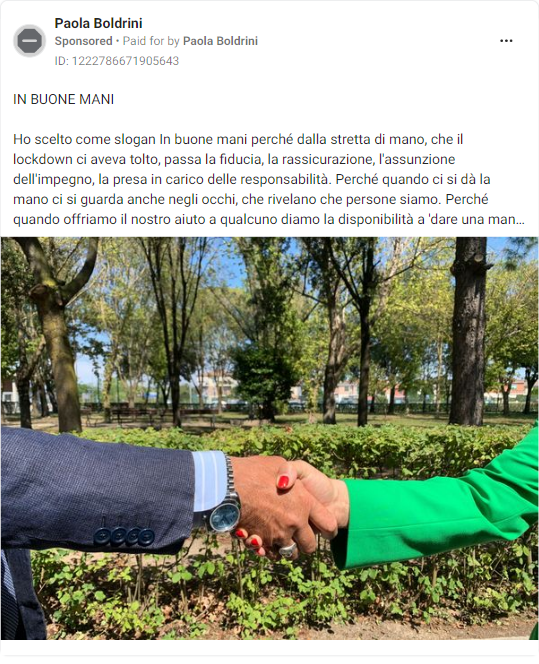 Paola Boldrini
Sponsored • Paid for by Paola Boldrini
ID: 1222786671905643
IN BUONE MANI
Ho scelto come slogan In buone mani perché dalla stretta di mano, che il
lockdown ci aveva tolto, passa la fiducia, la rassicurazione, l'assunzione
dell'impegno, la presa in carico delle responsabilità. Perché quando ci si dà la
mano ci si guarda anche negli occhi, che rivelano che persone siamo. Perché
quando offriamo il nostro aiuto a qualcuno diamo la disponibilità a 'dare una man...